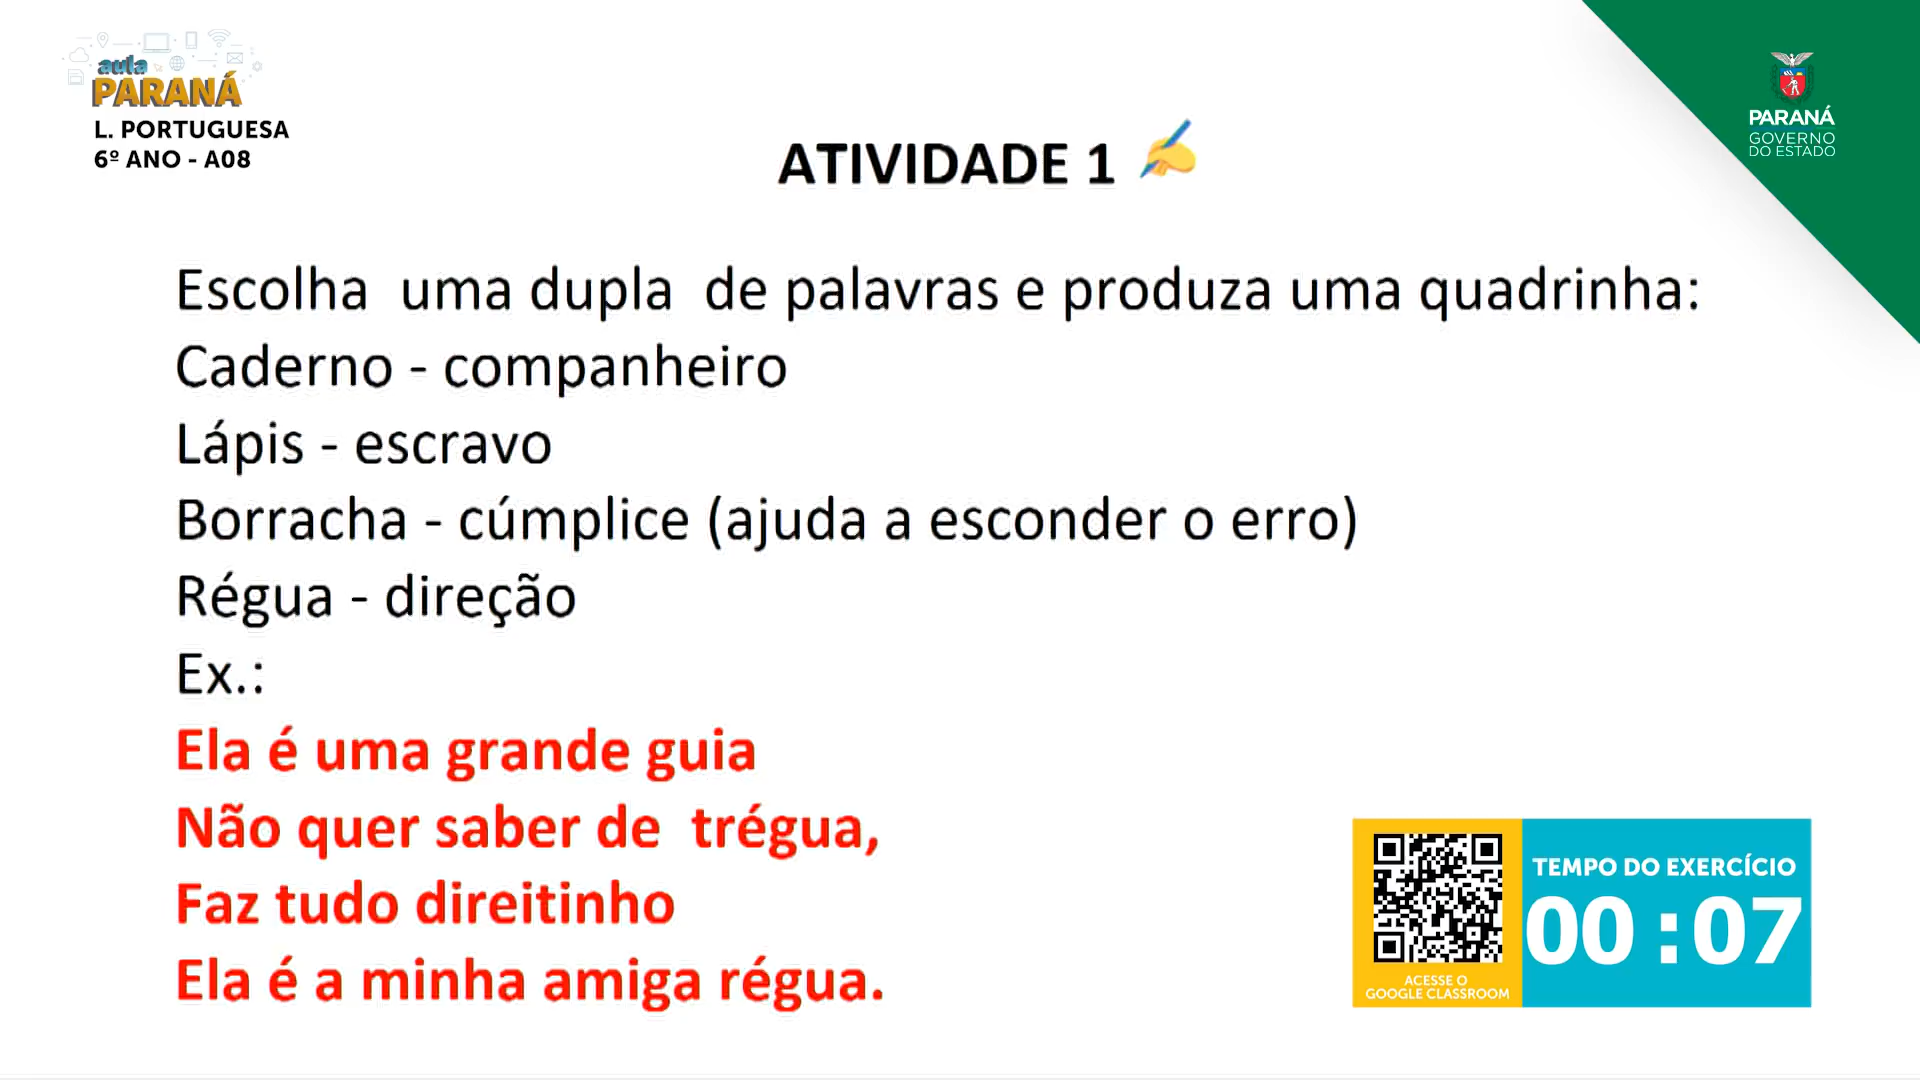 aula
PARANÁ
L. PORTUGUESA
6º ANO - A08
PARANÁ
GOVERNO
DO ESTADO
ATIVIDADE 1
Escolha uma dupla de palavras e produza uma quadrinha:
Caderno - companheiro
Lápis - escravo
Borracha - cúmplice (ajuda a esconder o erro)
Régua - direção
Ex.:
Ela é uma grande guia
Não quer saber de trégua,
Faz tudo direitinho
Ela é a minha amiga régua.
ACESSE O
GOOGLE CLASSROOM
TEMPO DO EXERCÍCIO
00 : 07